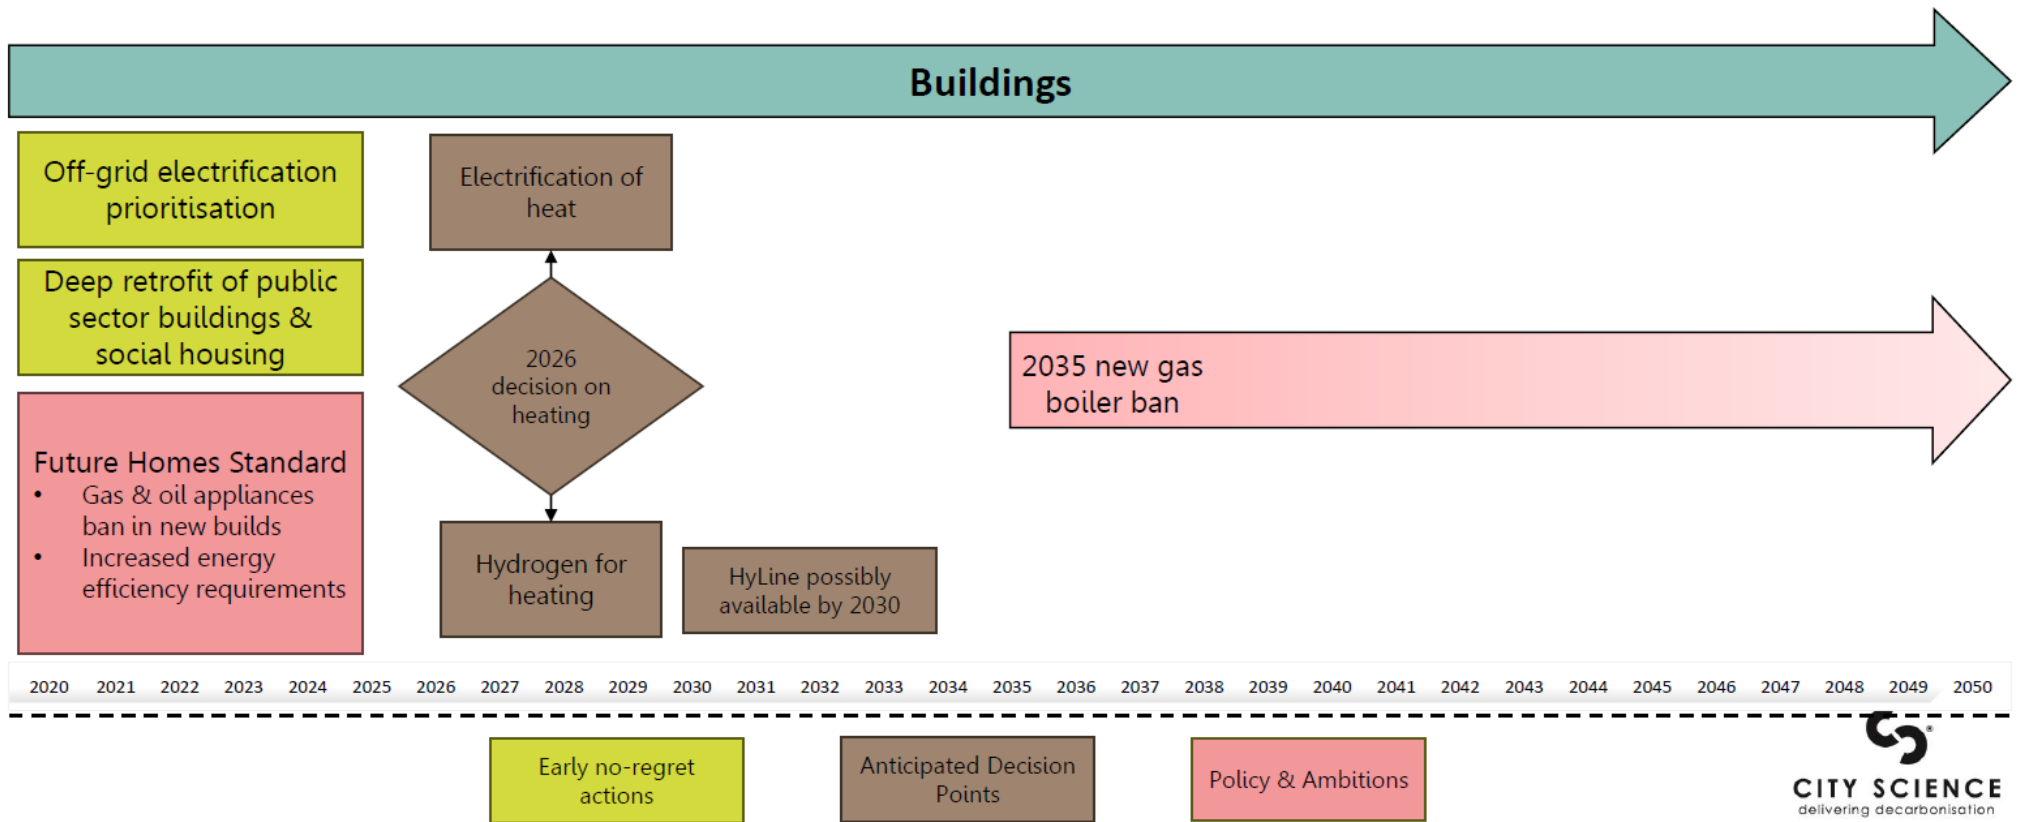 Buildings
Off-grid electrification
prioritisation
Deep retrofit of public
sector buildings &
social housing
Future Homes Standard
• Gas & oil appliances
ban in new builds
• Increased energy
efficiency requirements
Electrification of
heat
2026
decision on
heating
Hydrogen for
heating
HyLine possibly
available by 2030
2035 new gas
boiler ban
2020 2021 2022 2023 2024 2025 2026 2027 2028 2029 2030 2031 2032 2033 2034 2035 2036 2037 2038 2039 2040 2041 2042 2043 2044 2045 2046 2047 2048 2049 2050
Early no-regret
actions
Anticipated Decision
Points
Policy & Ambitions
®
CITY SCIENCE
delivering decarbonisation